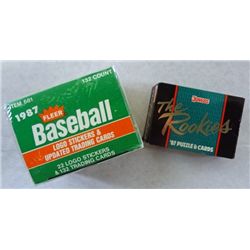 ITEM 591
132 COUNT
1987
FLEER
Baseball
LOGO STICKERS &
UPDATED TRADING CARDS
22 LOGO STICKERS
& 132 TRADING CARDS
DONRUSS
The
Rookies
'87 PUZZLE & CARDS